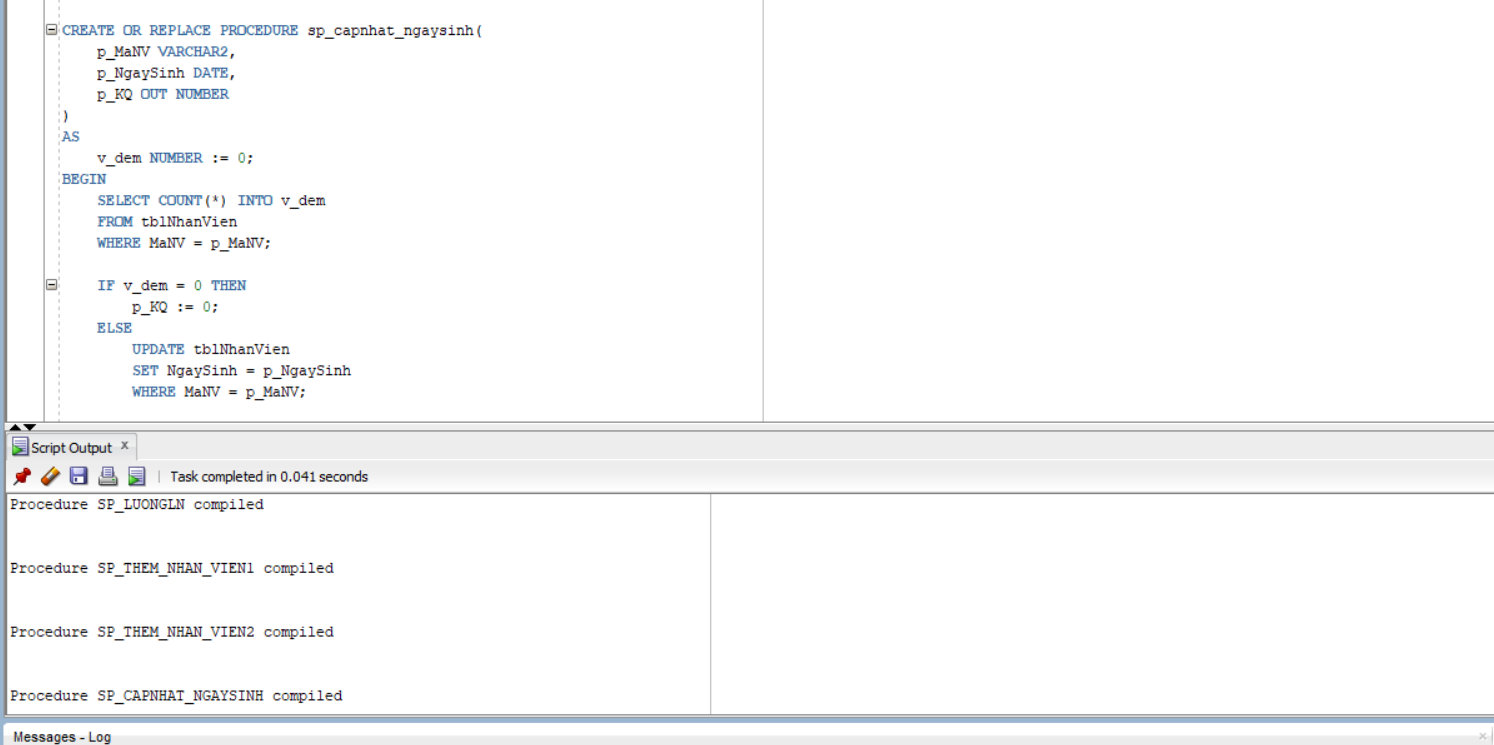 CREATE OR REPLACE PROCEDURE sp_capnhat_ngaysinh(
p_MaNV VARCHAR2,
p_NgaySinh DATE,
p_KQ OUT NUMBER
)
AS
v_dem NUMBER := 0;
BEGIN
SELECT COUNT(*) INTO v_dem
FROM tblNhanVien
WHERE MaNV = p_MaNV;
IF v_dem = 0 THEN
p_KQ := 0;
ELSE
UPDATE tblNhanVien
SET NgaySinh = p_NgaySinh
WHERE MaNV = p_MaNV;
Script Output x
Task completed in 0.041 seconds
Procedure SP_LUONGLN compiled
Procedure SP_THEM_NHAN_VIEN1 compiled
Procedure SP_THEM_NHAN_VIEN2 compiled
Procedure SP_CAPNHAT_NGAYSINH compiled
Messages - Log